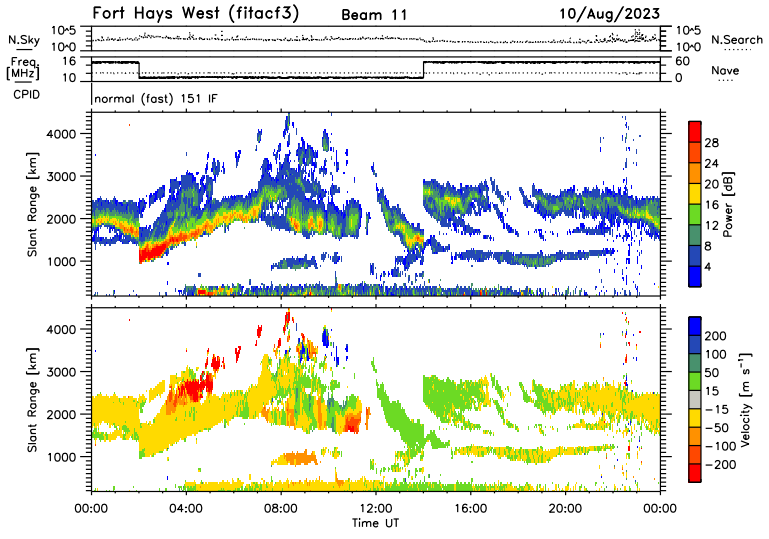 Fort Hays West (fitacf3) Beam 11 10/Aug/2023
N.Sky 10^5 10^0 10^5 10^0 N.Search
Freq. [MHz] 16 10 60 0 Nave
CPID normal (fast) 151 IF
Slant Range [km] 4000 3000 2000 1000
Power [dB] 28 24 20 16 12 8 4
Slant Range [km] 4000 3000 2000 1000
Velocity [m s⁻¹] 200 100 50 15 −15 −50 −100 −200
00:00 04:00 08:00 12:00 16:00 20:00 00:00
Time UT